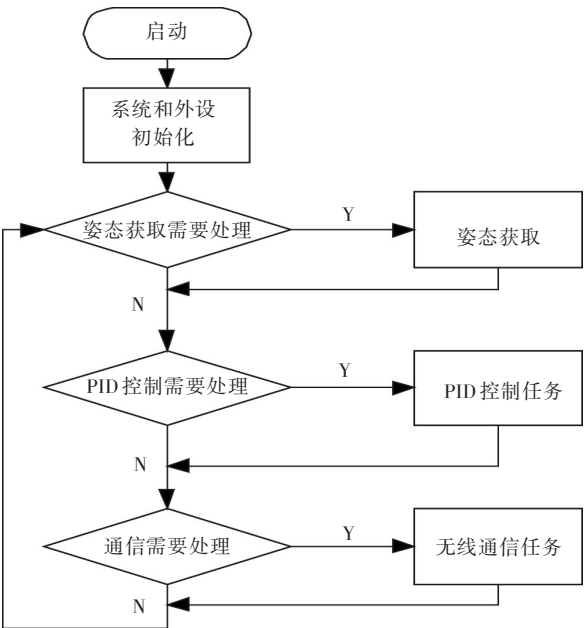 启动
系统和外设
初始化
姿态获取需要处理
Y
姿态获取
N
PID控制需要处理
Y
PID控制任务
N
通信需要处理
Y
无线通信任务
N